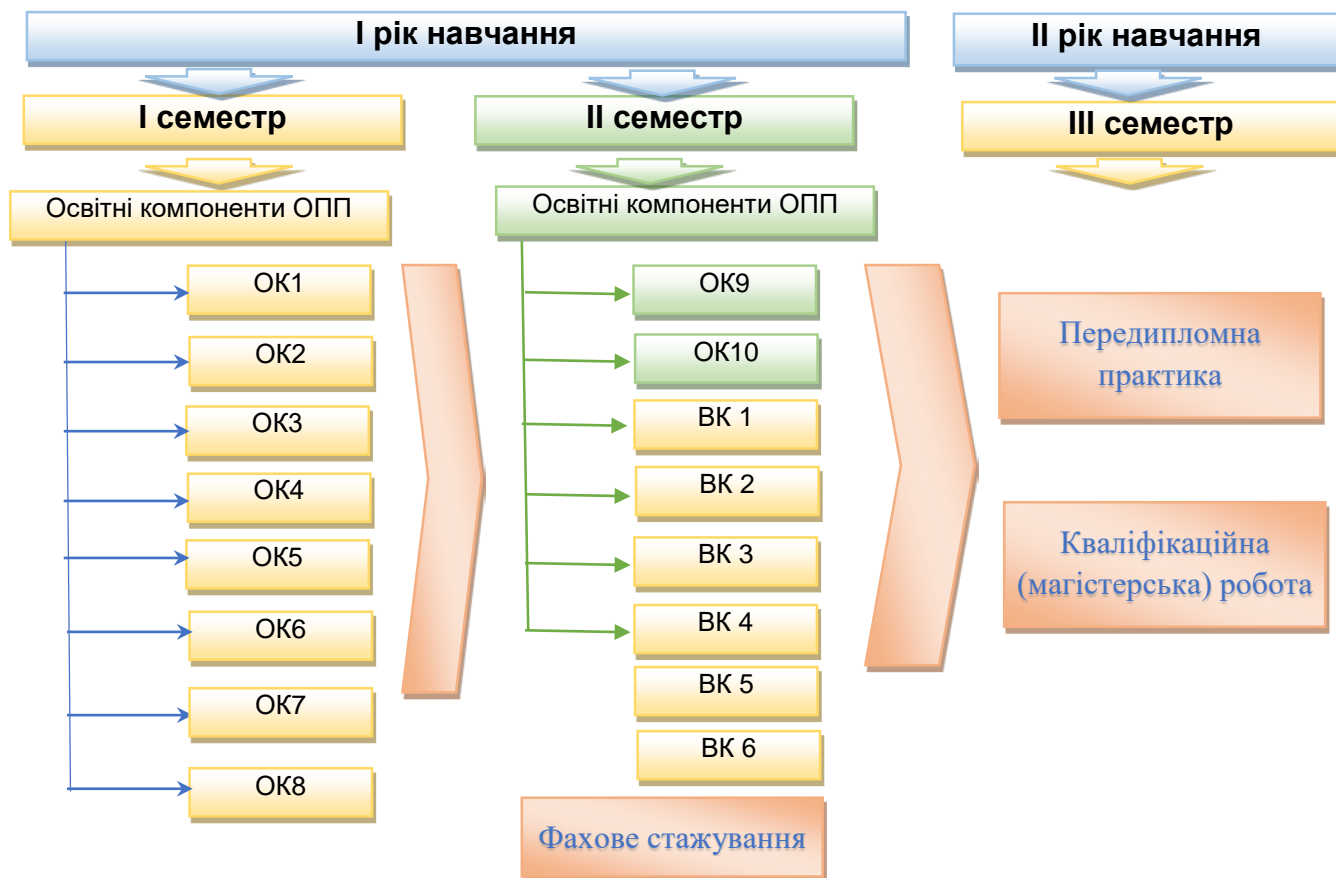 І рік навчання
ІІ рік навчання
І семестр
ІІ семестр
ІІІ семестр
Освітні компоненти ОПП
Освітні компоненти ОПП
ОК1
ОК2
ОК3
ОК4
ОК5
ОК6
ОК7
ОК8
ОК9
ОК10
ВК 1
ВК 2
ВК 3
ВК 4
ВК 5
ВК 6
Фахове стажування
Передипломна
практика
Кваліфікаційна
(магістерська) робота